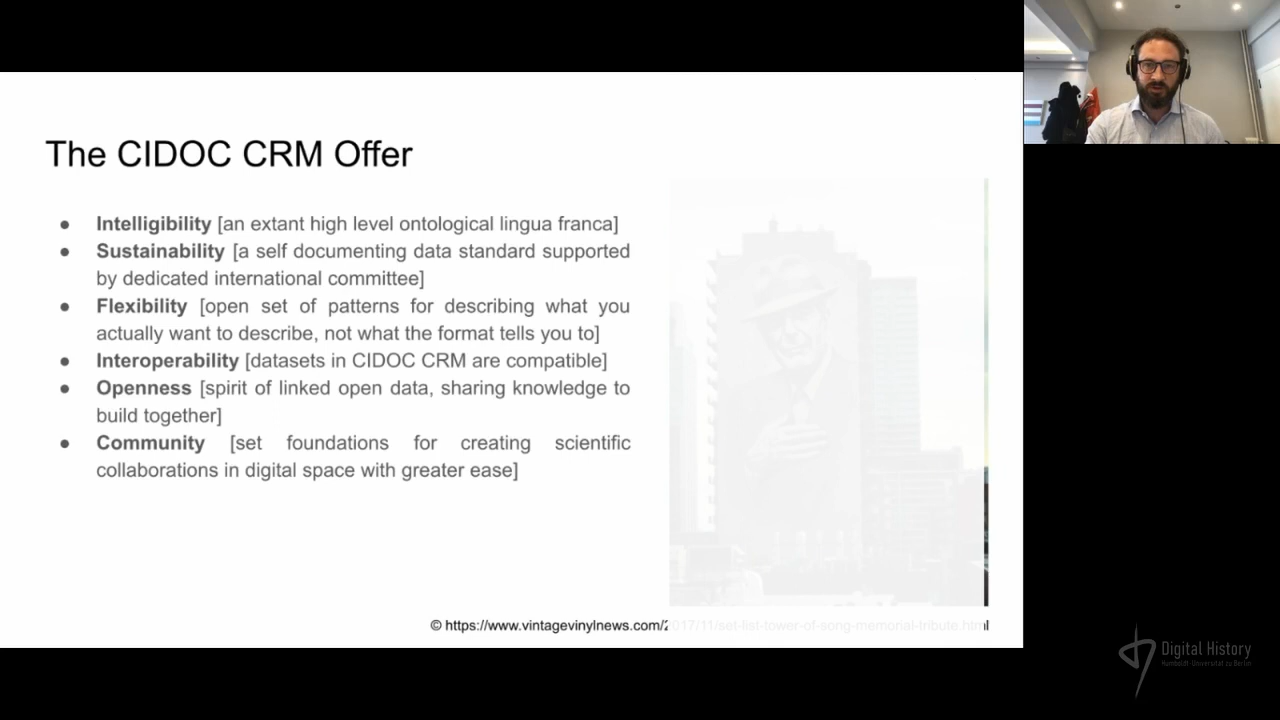 The CIDOC CRM Offer
● Intelligibility [an extant high level ontological lingua franca]
● Sustainability [a self documenting data standard supported
by dedicated international committee]
● Flexibility [open set of patterns for describing what you
actually want to describe, not what the format tells you to]
● Interoperability [datasets in CIDOC CRM are compatible]
● Openness [spirit of linked open data, sharing knowledge to
build together]
● Community [set foundations for creating scientific
collaborations in digital space with greater ease]
© https://www.vintagevinylnews.com/2017/11/set-list-tower-of-song-memorial-tribute.html
Digital History
Humboldt-Universität zu Berlin